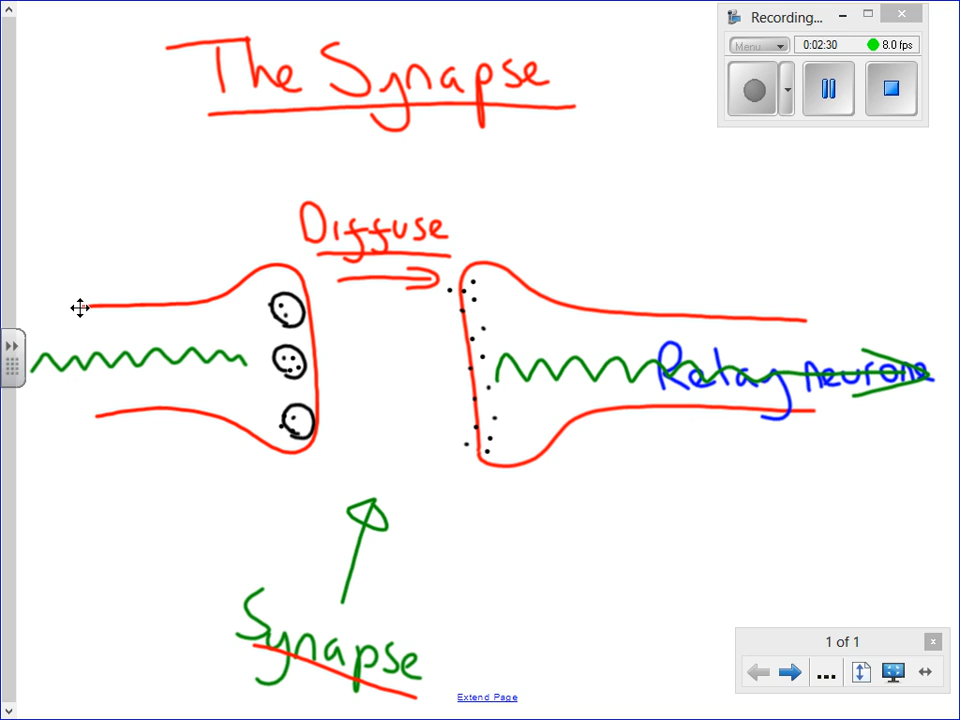 Recording...
Menu
0:02:30
8.0 fps
The Synapse
Diffuse
Relay neurone
Synapse
1 of 1
...
Extend Page